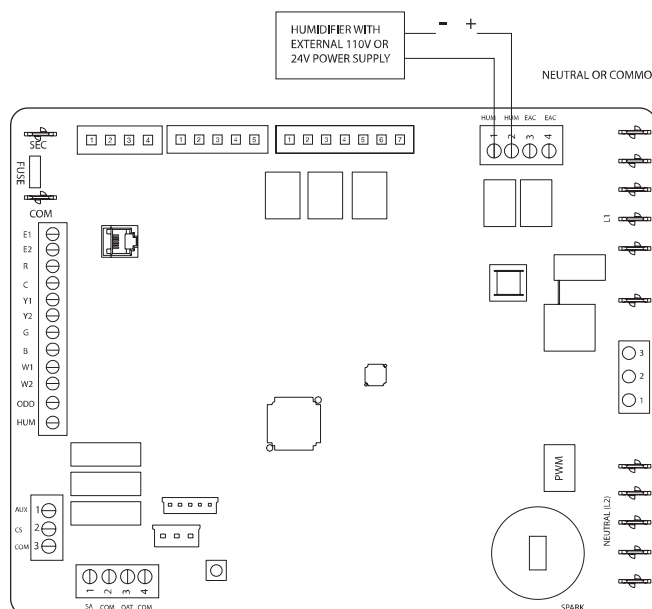 HUMIDIFIER WITH
EXTERNAL 110V OR
24V POWER SUPPLY
- +
NEUTRAL OR COMMO
HUM HUM EAC EAC
1 2 3 4
SEC
FUSE
COM
1 2 3 4
1 2 3 4 5
1 2 3 4 5 6 7
L1
E1
E2
R
C
Y1
Y2
G
B
W1
W2
ODD
HUM
3
2
1
PWM
NEUTRAL (L2)
AUX 1
CS 2
COM 3
1 2 3 4
SA COM OAT COM
SPARK